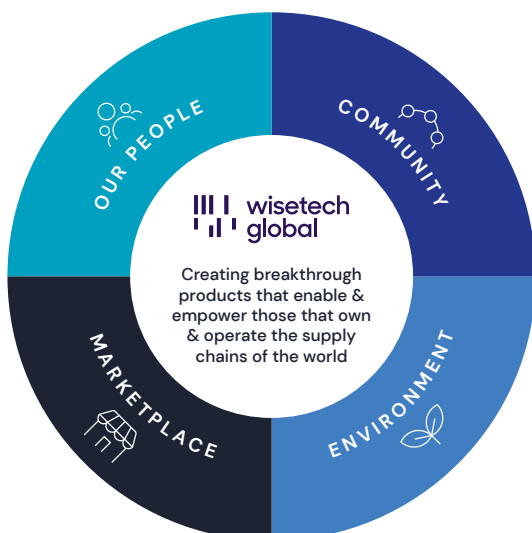 OUR PEOPLE
COMMUNITY
wisetech
global
Creating breakthrough
products that enable &
empower those that own
& operate the supply
chains of the world
MARKETPLACE
ENVIRONMENT